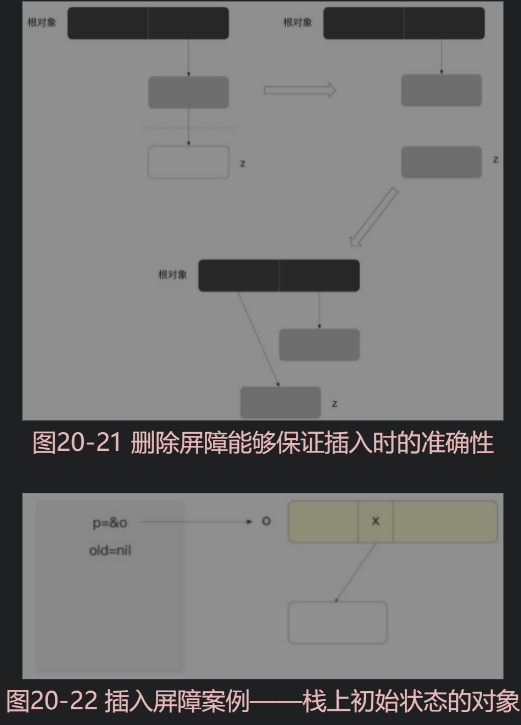 根对象 根对象
z z
根对象
z
图20-21 删除屏障能够保证插入时的准确性
p=&o o x
old=nil
图20-22 插入屏障案例——栈上初始状态的对象